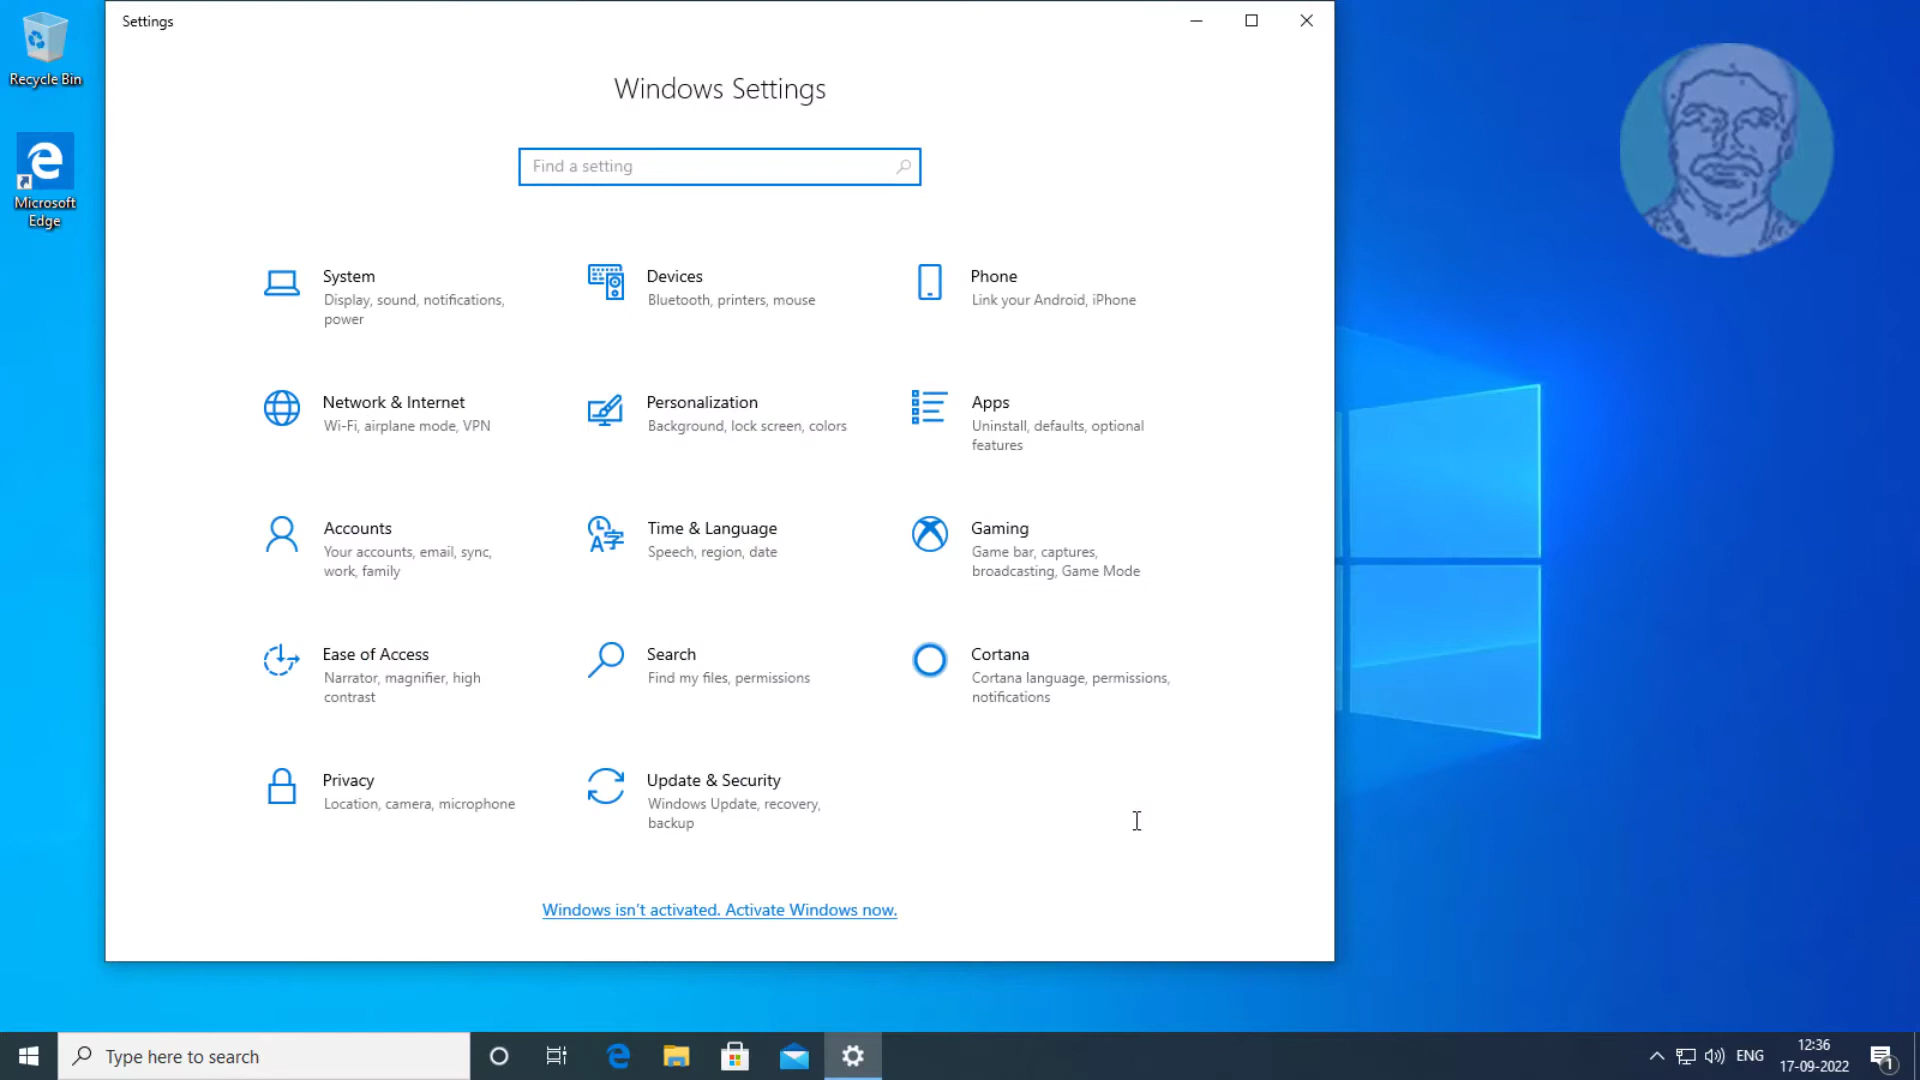 Settings
Recycle Bin
Microsoft
Edge
Windows Settings
Find a setting
System
Display, sound, notifications,
power
Devices
Bluetooth, printers, mouse
Phone
Link your Android, iPhone
Network & Internet
Wi-Fi, airplane mode, VPN
Personalization
Background, lock screen, colors
Apps
Uninstall, defaults, optional
features
Accounts
Your accounts, email, sync,
work, family
Time & Language
Speech, region, date
Gaming
Game bar, captures,
broadcasting, Game Mode
Ease of Access
Narrator, magnifier, high
contrast
Search
Find my files, permissions
Cortana
Cortana language, permissions,
notifications
Privacy
Location, camera, microphone
Update & Security
Windows Update, recovery,
backup
Windows isn't activated. Activate Windows now.
Type here to search
ENG
12:36
17-09-2022
1